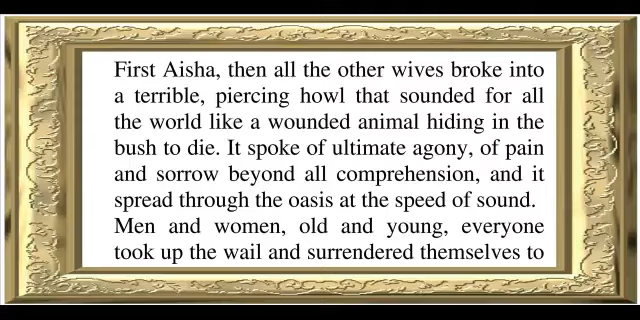 First Aisha, then all the other wives broke into
a terrible, piercing howl that sounded for all
the world like a wounded animal hiding in the
bush to die. It spoke of ultimate agony, of pain
and sorrow beyond all comprehension, and it
spread through the oasis at the speed of sound.
Men and women, old and young, everyone
took up the wail and surrendered themselves to